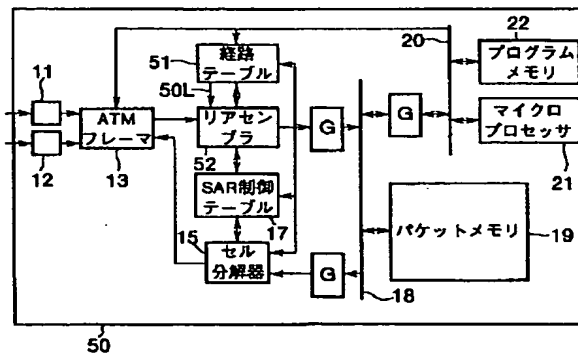 11
12
ATM
フレーマ
13
51
50L
経路
テーブル
リアセン
ブラ
52
SAR制御
テーブル
17
15
セル
分解器
G
G
G
18
20
22
プログラム
メモリ
マイクロ
プロセッサ
21
パケットメモリ
19
50